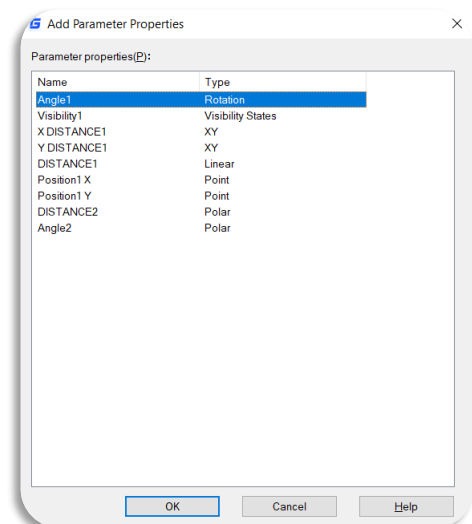 G Add Parameter Properties
Parameter properties(P):
Name Type
Angle1 Rotation
Visibility1 Visibility States
X DISTANCE1 XY
Y DISTANCE1 XY
DISTANCE1 Linear
Position1 X Point
Position1 Y Point
DISTANCE2 Polar
Angle2 Polar
OK Cancel Help